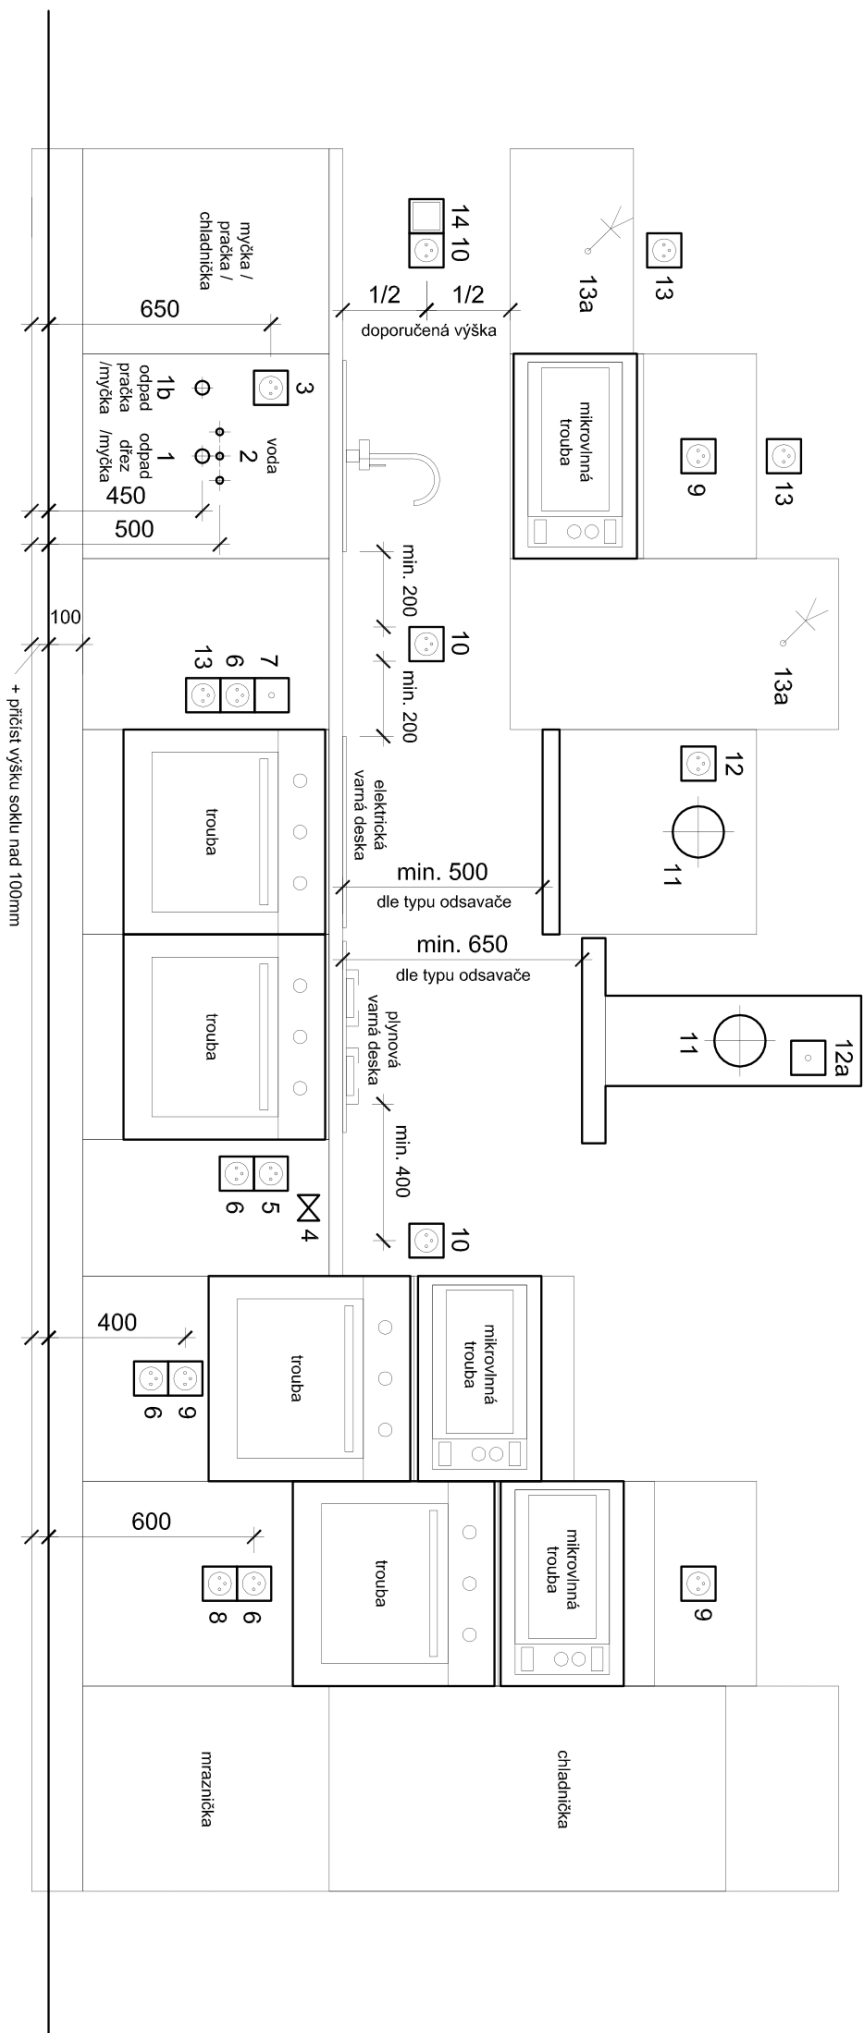 14 10
13
13a
1/2
1/2
doporučená výška
myčka /
pračka /
chladnička
650
3
1b
odpad
pračka
/myčka
voda
2
1
odpad
dřez
/myčka
450
500
mikrovlnná
trouba
9
13
100
+ přičíst výšku soklu nad 100mm
min. 200
10
min. 200
7
6
13
13a
12
11
elektrická
varná deska
trouba
min. 500
dle typu odsavače
min. 650
dle typu odsavače
plynová
varná deska
trouba
11
12a
min. 400
10
4
5
6
400
9
6
trouba
mikrovlnná
trouba
600
6
8
trouba
mikrovlnná
trouba
9
mraznička
chladnička